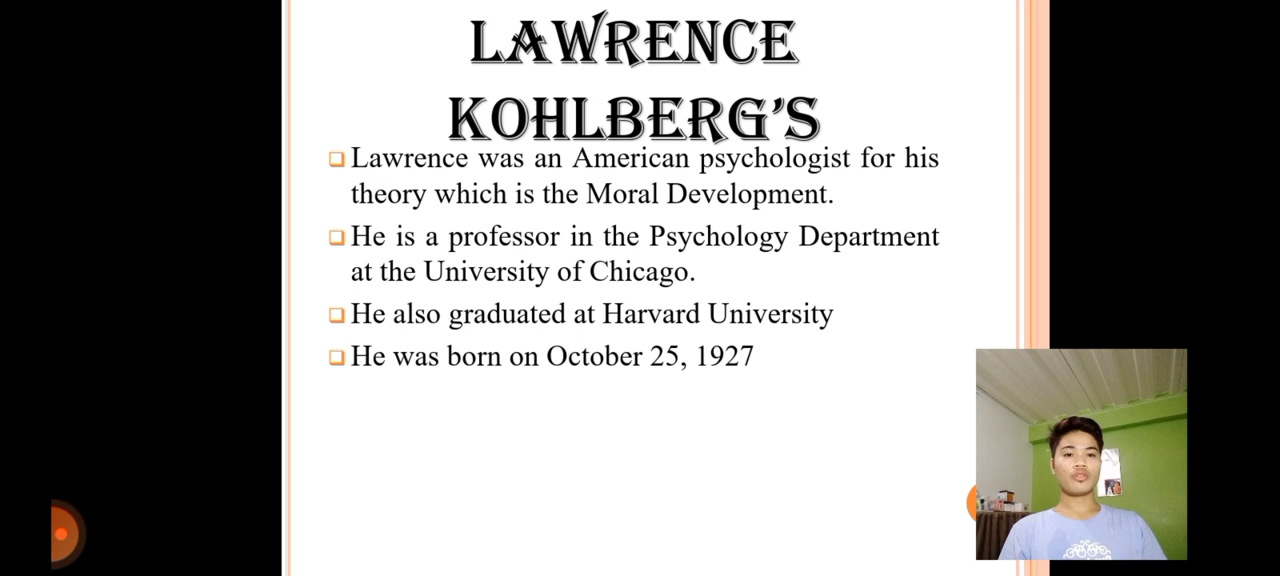 LAWRENCE
KOHLBERG'S
Lawrence was an American psychologist for his
theory which is the Moral Development.
He is a professor in the Psychology Department
at the University of Chicago.
He also graduated at Harvard University
He was born on October 25, 1927